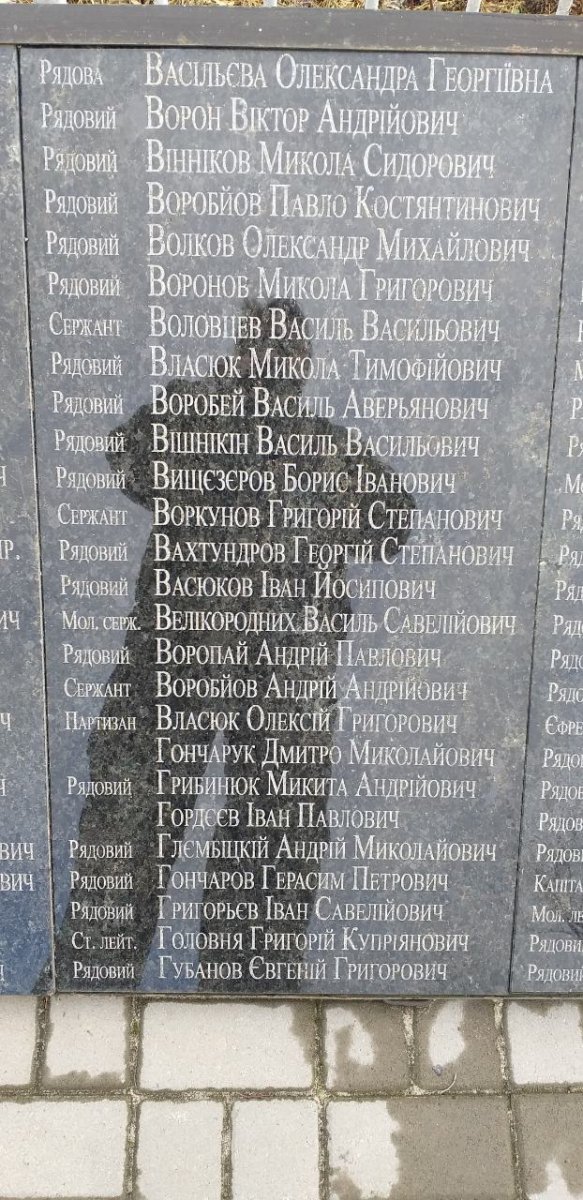 Рядова Васільєва Олександра Георгіївна
Рядовий Ворон Віктор Андрійович
Рядовий Вінніков Микола Сидорович
Рядовий Воробйов Павло Костянтинович
Рядовий Волков Олександр Михайлович
Рядовий Вороноб Микола Григорович
Сержант Воловцев Василь Васильович
Рядовий Власюк Микола Тимофійович
Рядовий Воробей Василь Аверьянович
Рядовий Вішнікін Василь Васильович
Рядовий Вищєзєров Борис Іванович
Сержант Воркунов Григорій Степанович
Рядовий Вахтундров Георгій Степанович
Рядовий Васюков Іван Йосипович
Мол. серж. Велікородних Василь Савелійович
Рядовий Воропай Андрій Павлович
Сержант Воробйов Андрій Андрійович
Партизан Власюк Олексій Григорович
Гончарук Дмитро Миколайович
Рядовий Грибинюк Микита Андрійович
Гордєєв Іван Павлович
Рядовий Глємбщкій Андрій Миколайович
Рядовий Гончаров Герасим Петрович
Рядовий Григорьєв Іван Савелійович
Ст. лейт. Головня Григорій Купріянович
Рядовий Губанов Євгеній Григорович